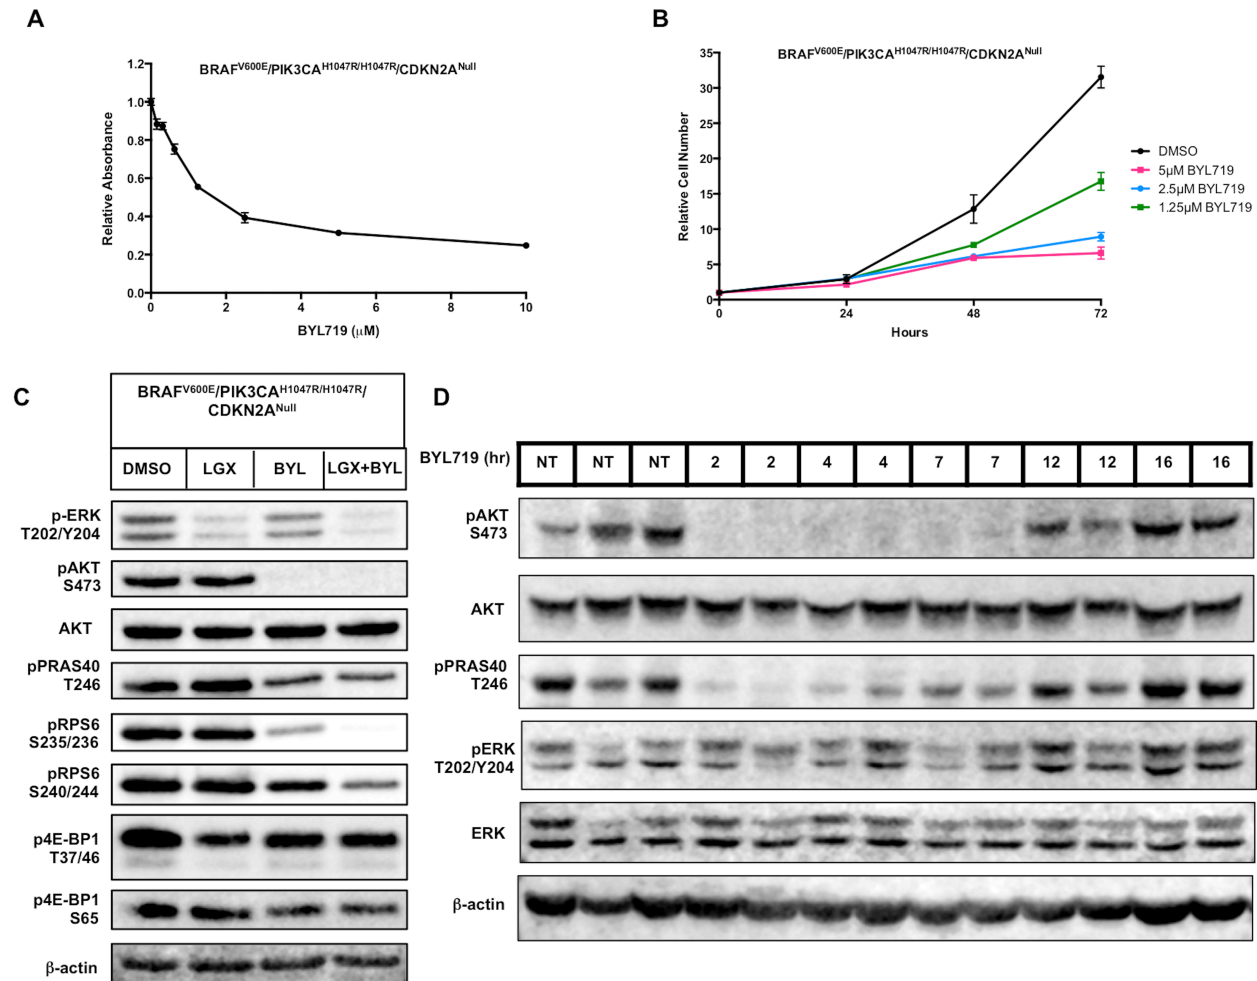 A
BRAFV600E/PIK3CAH1047R/H1047R/CDKN2ANull
1.2
1.0
0.8
0.6
0.4
0.2
0.0
Relative Absorbance
0 2 4 6 8 10
BYL719 (µM)
B
BRAFV600E/PIK3CAH1047R/H1047R/CDKN2ANull
35
30
25
20
15
10
5
0
Relative Cell Number
0 24 48 72
Hours
DMSO
5µM BYL719
2.5µM BYL719
1.25µM BYL719
C
BRAFV600E/PIK3CAH1047R/H1047R/
CDKN2ANull
DMSO LGX BYL LGX+BYL
p-ERK
T202/Y204
pAKT
S473
AKT
pPRAS40
T246
pRPS6
S235/236
pRPS6
S240/244
p4E-BP1
T37/46
p4E-BP1
S65
β-actin
D
BYL719 (hr) NT NT NT 2 2 4 4 7 7 12 12 16 16
pAKT
S473
AKT
pPRAS40
T246
pERK
T202/Y204
ERK
β-actin